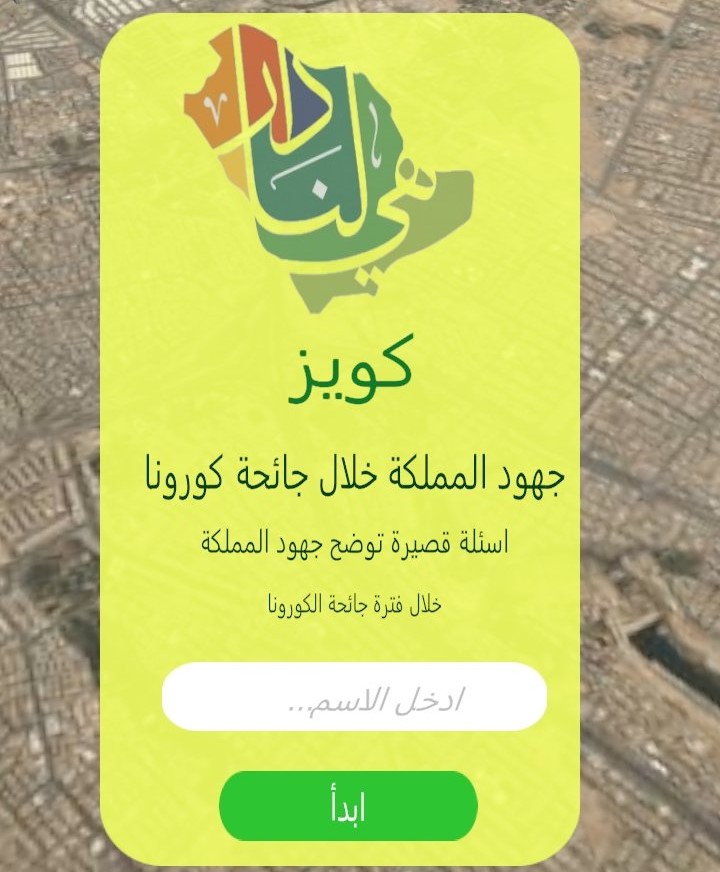 هي لنا دار
كويز
جهود المملكة خلال جائحة كورونا
اسئلة قصيرة توضح جهود المملكة
خلال فترة جائحة الكورونا
ادخل الاسم...
ابدأ